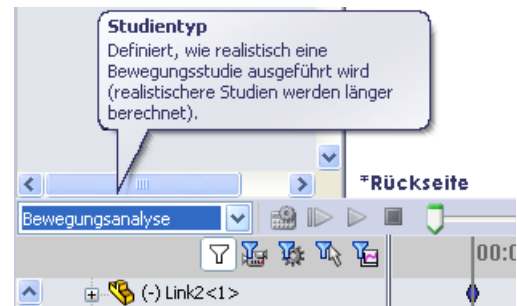 Studientyp
Definiert, wie realistisch eine
Bewegungsstudie ausgeführt wird
(realistischere Studien werden länger
berechnet).
*Rückseite
Bewegungsanalyse
00:0
(-) Link2<1>